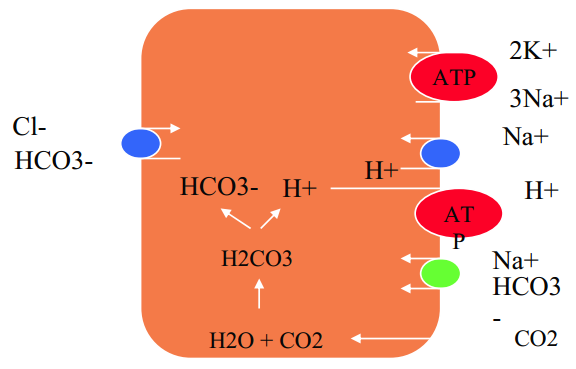 2K+
ATP
3Na+
Cl-
Na+
HCO3-
H+
HCO3- H+
H+
AT
P
H2CO3
Na+
HCO3
-
H2O + CO2
CO2